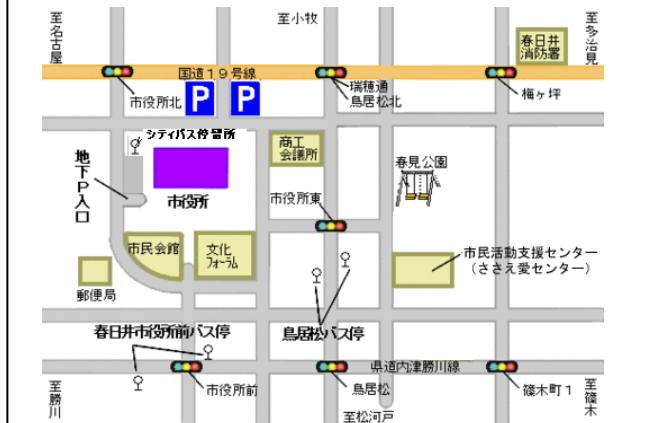 至名古屋
至小牧
至多治見
春日井
消防署
国道19号線
市役所北
P P
瑞穂通
鳥居松北
梅ヶ坪
シティバス停留所
商工
会議所
春見公園
地下P入口
市役所
市役所東
市民会館
文化
フォーラム
市民活動支援センター
（ささえ愛センター）
郵便局
春日井市役所前バス停
鳥居松バス停
県道内津勝川線
至勝川
市役所前
鳥居松
篠木町1
至篠木
至松河戸